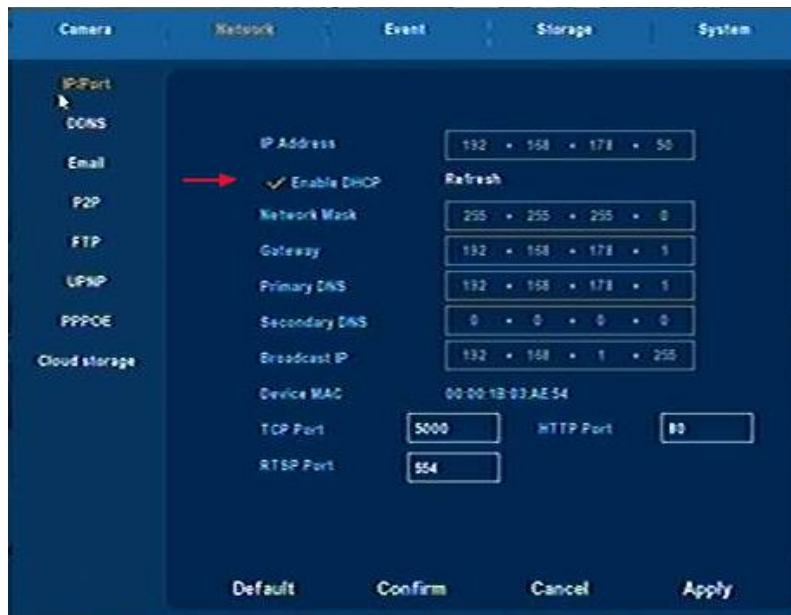 Camera Network Event Storage System
IP/Port
DDNS
Email
P2P
FTP
UPNP
PPPOE
Cloud storage
IP Address 192 . 168 . 178 . 50
Enable DHCP Refresh
Network Mask 255 . 255 . 255 . 0
Gateway 192 . 168 . 178 . 1
Primary DNS 192 . 168 . 178 . 1
Secondary DNS 0 . 0 . 0 . 0
Broadcast IP 192 . 168 . 1 . 255
Device MAC 00:00:1B:03:AE:54
TCP Port 5000 HTTP Port 80
RTSP Port 554
Default Confirm Cancel Apply